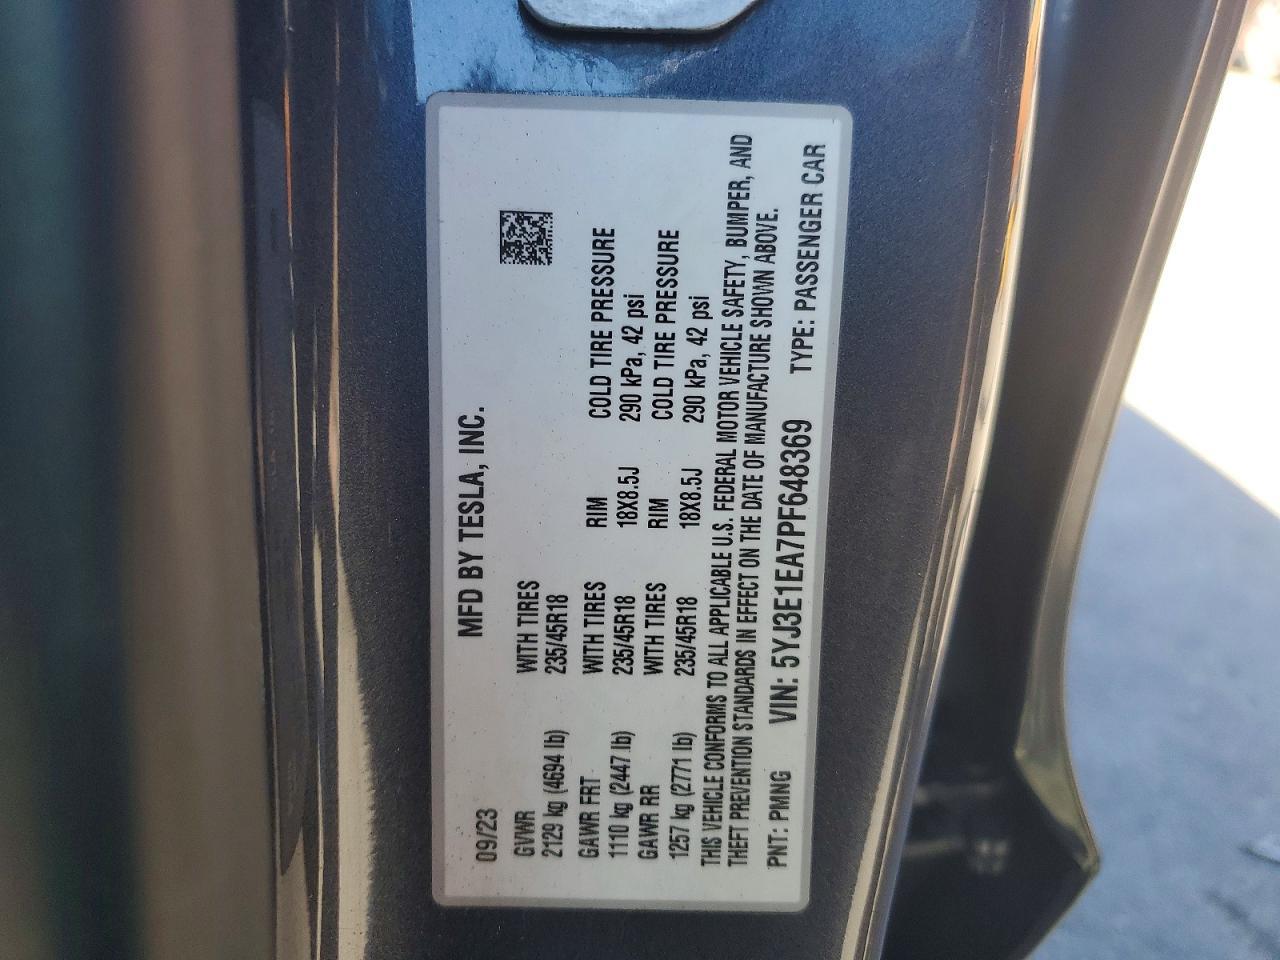 MFD BY TESLA, INC.
09/23
GVWR WITH TIRES
2129 kg (4694 lb) 235/45R18
GAWR FRT WITH TIRES RIM COLD TIRE PRESSURE
1110 kg (2447 lb) 235/45R18 18X8.5J 290 kPa, 42 psi
GAWR RR WITH TIRES RIM COLD TIRE PRESSURE
1257 kg (2771 lb) 235/45R18 18X8.5J 290 kPa, 42 psi
THIS VEHICLE CONFORMS TO ALL APPLICABLE U.S. FEDERAL MOTOR VEHICLE SAFETY, BUMPER, AND
THEFT PREVENTION STANDARDS IN EFFECT ON THE DATE OF MANUFACTURE SHOWN ABOVE.
PNT: PMNG VIN: 5YJ3E1EA7PF648369 TYPE: PASSENGER CAR